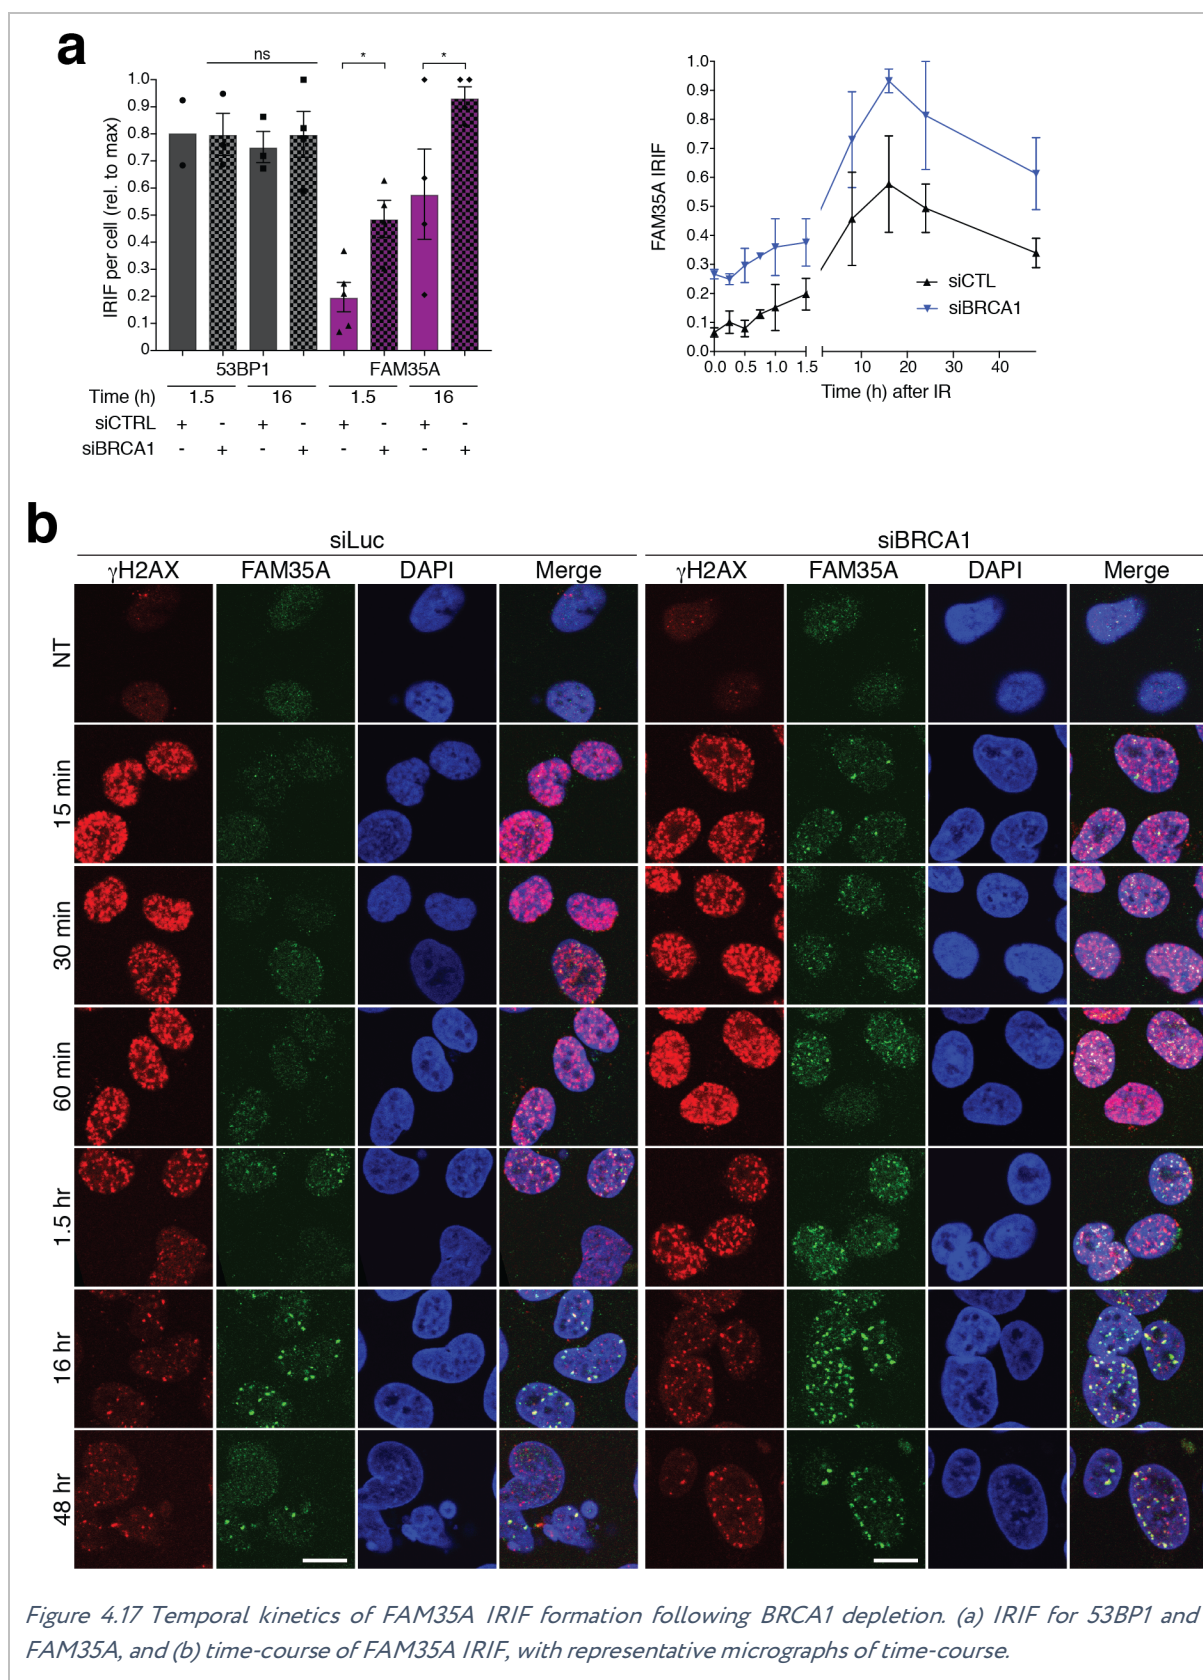 a
ns
*
*
IRIF per cell (rel. to max)
1.0
0.9
0.8
0.7
0.6
0.5
0.4
0.3
0.2
0.1
0
53BP1 FAM35A
Time (h) 1.5 16 1.5 16
siCTRL + - + - + - + -
siBRCA1 - + - + - + - +
FAM35A IRIF
1.0
0.9
0.8
0.7
0.6
0.5
0.4
0.3
0.2
0.1
0.0
siCTL
siBRCA1
0.0 0.5 1.0 1.5 10 20 30 40
Time (h) after IR
b
siLuc siBRCA1
γH2AX FAM35A DAPI Merge γH2AX FAM35A DAPI Merge
NT
15 min
30 min
60 min
1.5 hr
16 hr
48 hr
Figure 4.17 Temporal kinetics of FAM35A IRIF formation following BRCA1 depletion. (a) IRIF for 53BP1 and
FAM35A, and (b) time-course of FAM35A IRIF, with representative micrographs of time-course.